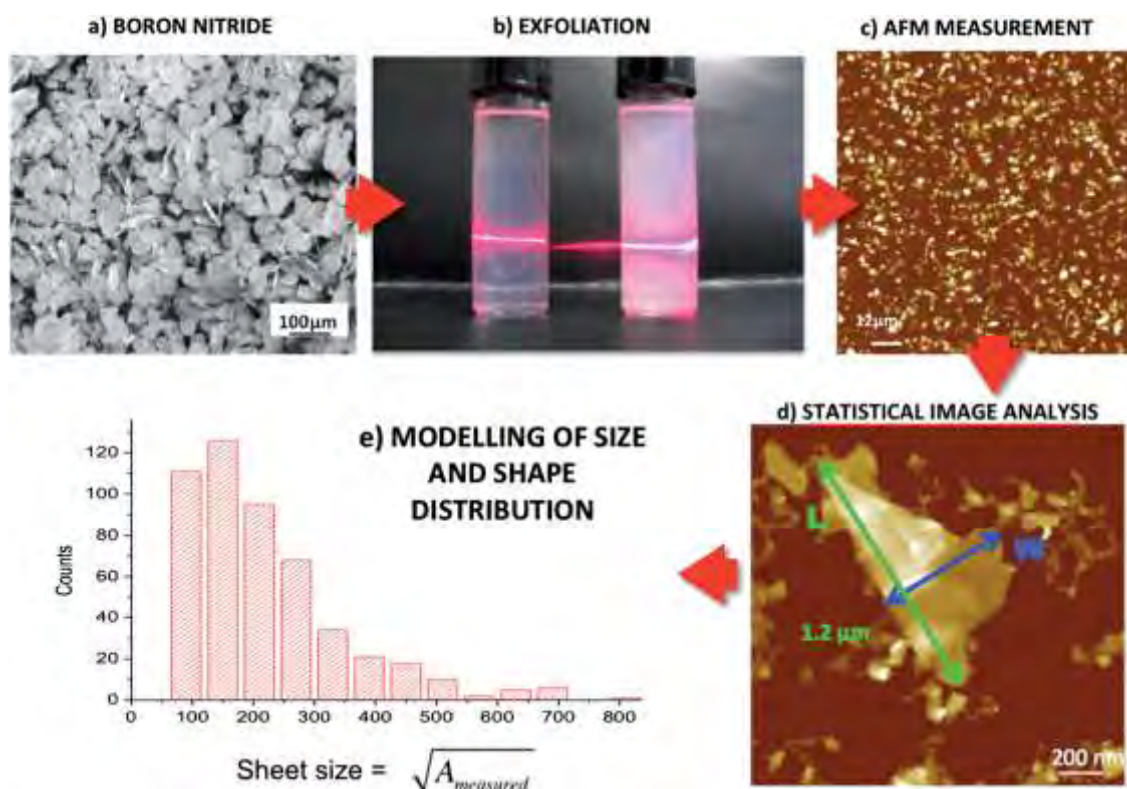 a) BORON NITRIDE
b) EXFOLIATION
c) AFM MEASUREMENT
100µm
12µm
d) STATISTICAL IMAGE ANALYSIS
L
W
1.2 µm
200 nm
e) MODELLING OF SIZE
AND SHAPE
DISTRIBUTION
Counts
120
100
80
60
40
20
0
0 100 200 300 400 500 600 700 800
Sheet size = √A measured